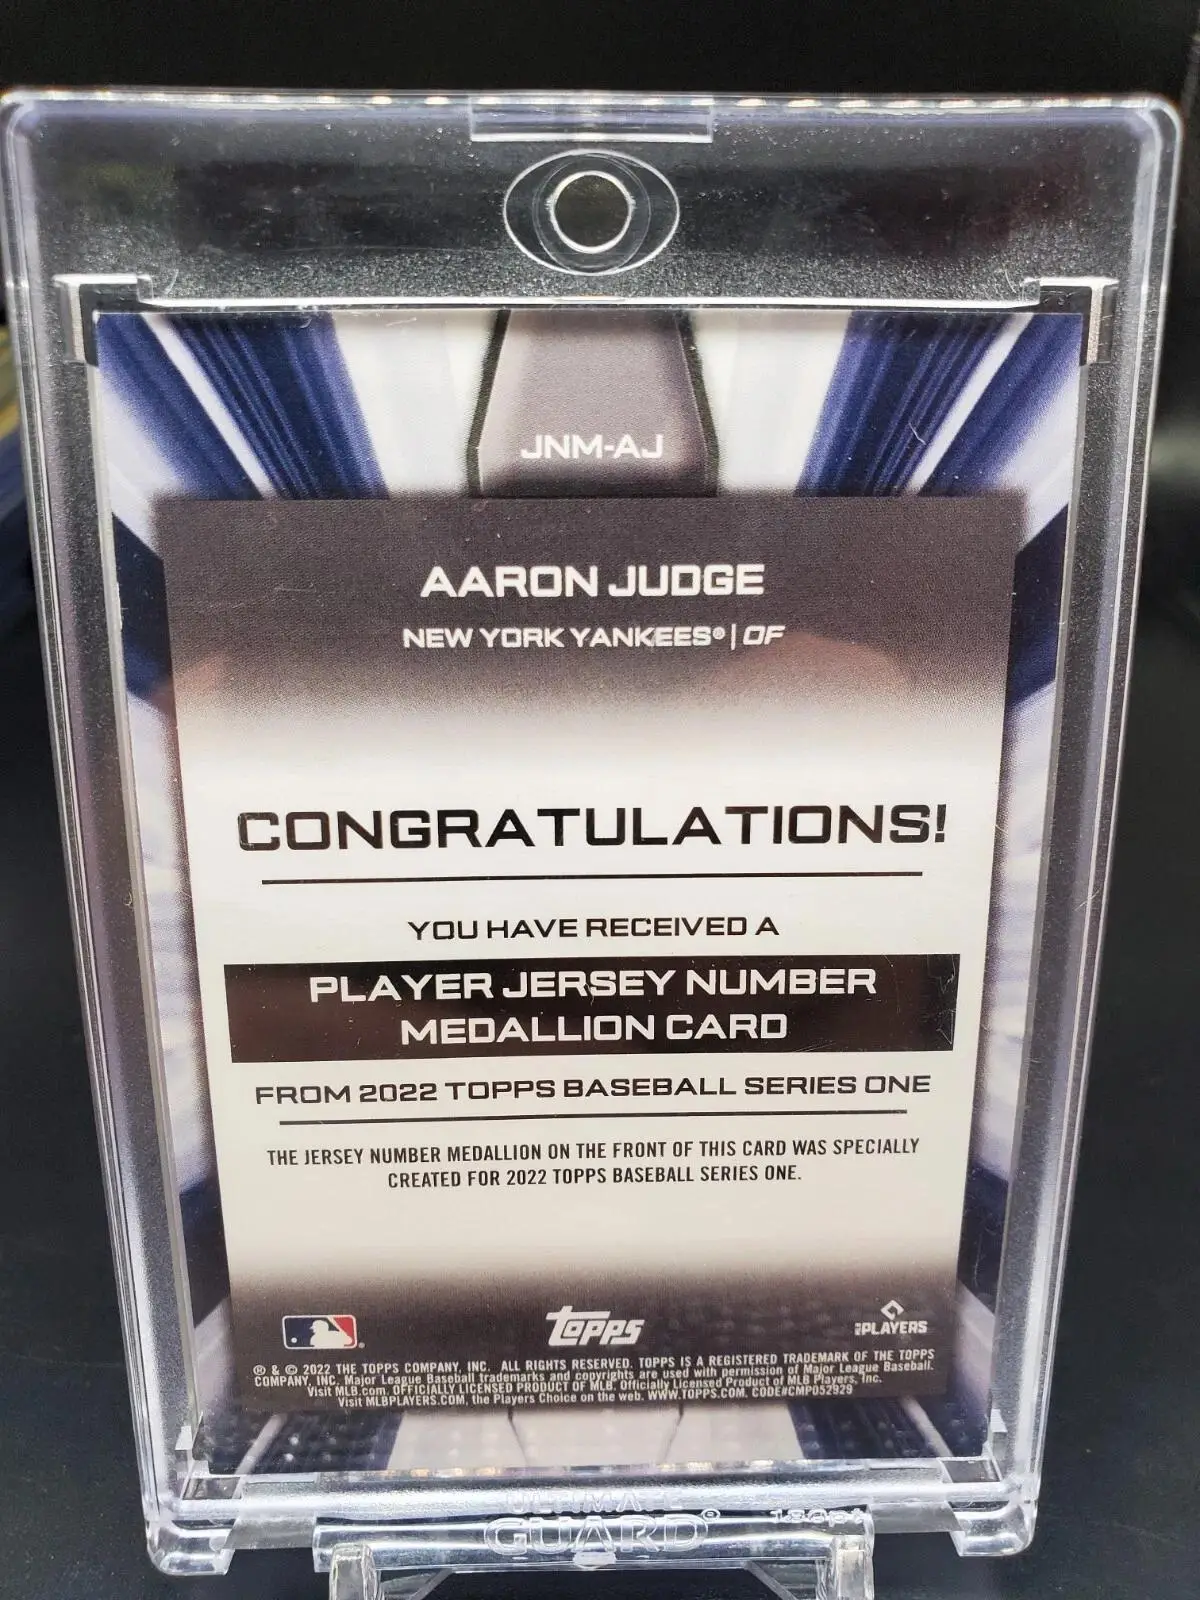 JNM-AJ
AARON JUDGE
NEW YORK YANKEES® | OF
CONGRATULATIONS!
YOU HAVE RECEIVED A
PLAYER JERSEY NUMBER
MEDALLION CARD
FROM 2022 TOPPS BASEBALL SERIES ONE
THE JERSEY NUMBER MEDALLION ON THE FRONT OF THIS CARD WAS SPECIALLY
CREATED FOR 2022 TOPPS BASEBALL SERIES ONE.
topps
PLAYERS
® & © 2022 THE TOPPS COMPANY, INC. ALL RIGHTS RESERVED. TOPPS IS A REGISTERED TRADEMARK OF THE TOPPS
COMPANY, INC. Major League Baseball trademarks and copyrights are used with permission of Major League Baseball.
Visit MLB.com. OFFICIALLY LICENSED PRODUCT OF MLB. Officially Licensed Product of MLB Players, Inc.
Visit MLBPLAYERS.COM, the Players Choice on the web. WWW.TOPPS.COM. CODE#CMP052929
ULTIMATE
GUARD® 130pt